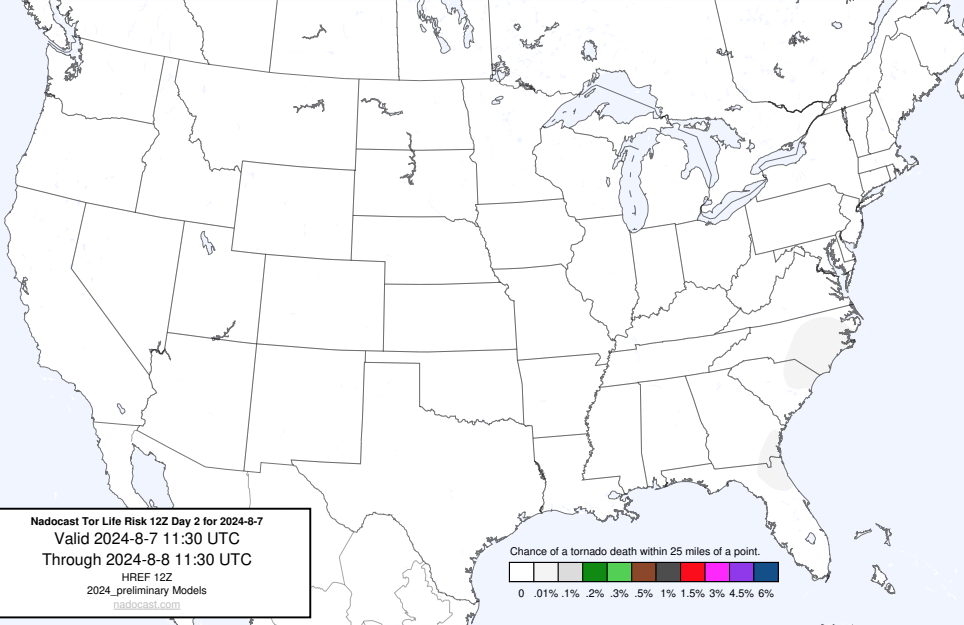 Nadocast Tor Life Risk 12Z Day 2 for 2024-8-7
Valid 2024-8-7 11:30 UTC
Through 2024-8-8 11:30 UTC
HREF 12Z
2024_preliminary Models
nadocast.com
Chance of a tornado death within 25 miles of a point.
0 .01% .1% .2% .3% .5% 1% 1.5% 3% 4.5% 6%